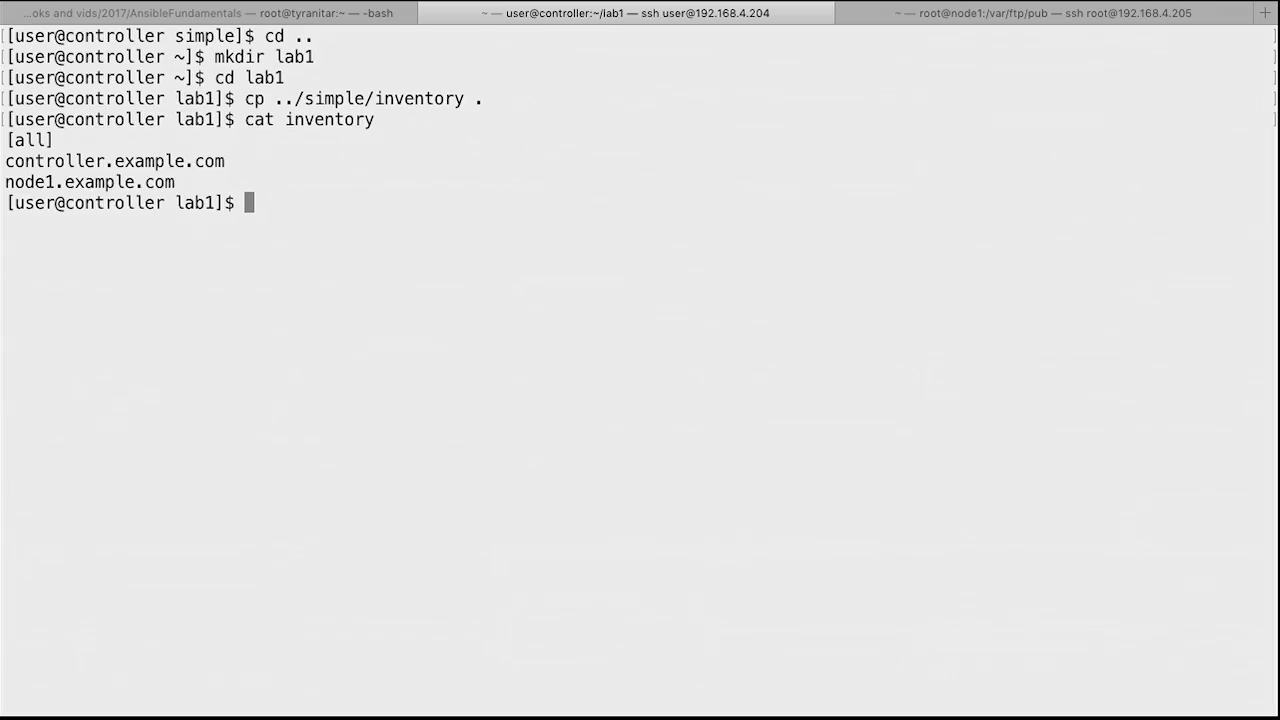 ...oks and vids/2017/AnsibleFundamentals — root@tyranitar:~ — -bash
~ — user@controller:~/lab1 — ssh user@192.168.4.204
~ — root@node1:/var/ftp/pub — ssh root@192.168.4.205
+
[[user@controller simple]$ cd ..
[[user@controller ~]$ mkdir lab1
[[user@controller ~]$ cd lab1
[[user@controller lab1]$ cp ../simple/inventory .
[[user@controller lab1]$ cat inventory
[all]
controller.example.com
node1.example.com
[user@controller lab1]$